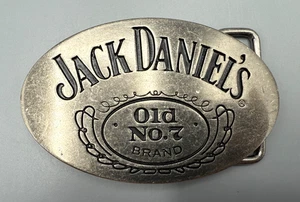 JACK DANIEL'S
®
Old
NO. 7
BRAND